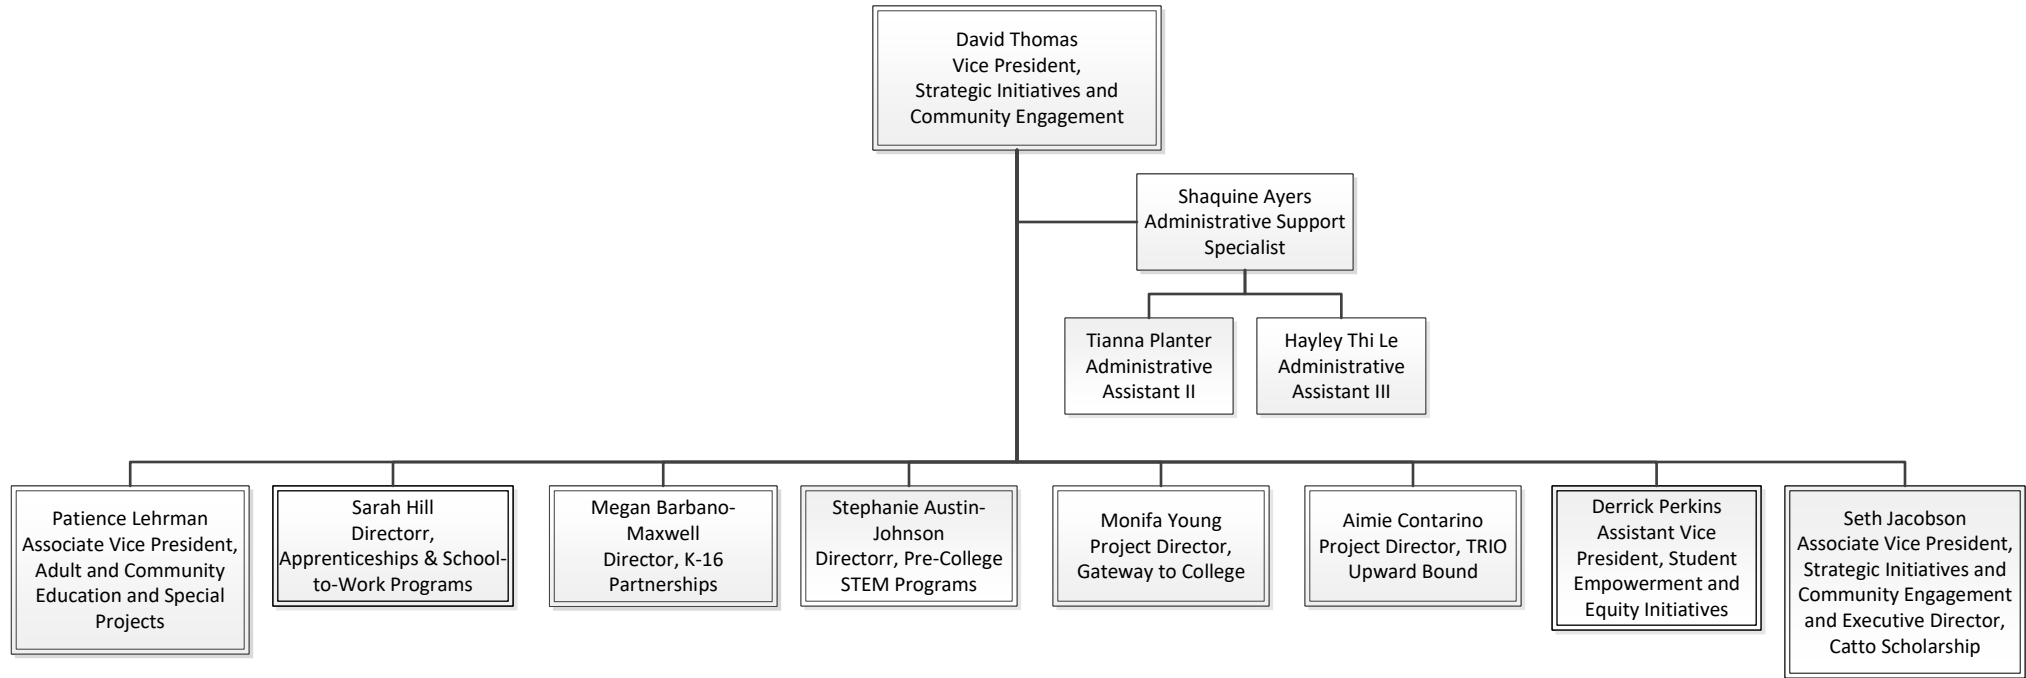 David Thomas
Vice President,
Strategic Initiatives and
Community Engagement
Shaquine Ayers
Administrative Support
Specialist
Tianna Planter
Administrative
Assistant II
Hayley Thi Le
Administrative
Assistant III
Patience Lehrman
Associate Vice President,
Adult and Community
Education and Special
Projects
Sarah Hill
Directorr,
Apprenticeships & School-
to-Work Programs
Megan Barbano-
Maxwell
Director, K-16
Partnerships
Stephanie Austin-
Johnson
Directorr, Pre-College
STEM Programs
Monifa Young
Project Director,
Gateway to College
Aimie Contarino
Project Director, TRIO
Upward Bound
Derrick Perkins
Assistant Vice
President, Student
Empowerment and
Equity Initiatives
Seth Jacobson
Associate Vice President,
Strategic Initiatives and
Community Engagement
and Executive Director,
Catto Scholarship